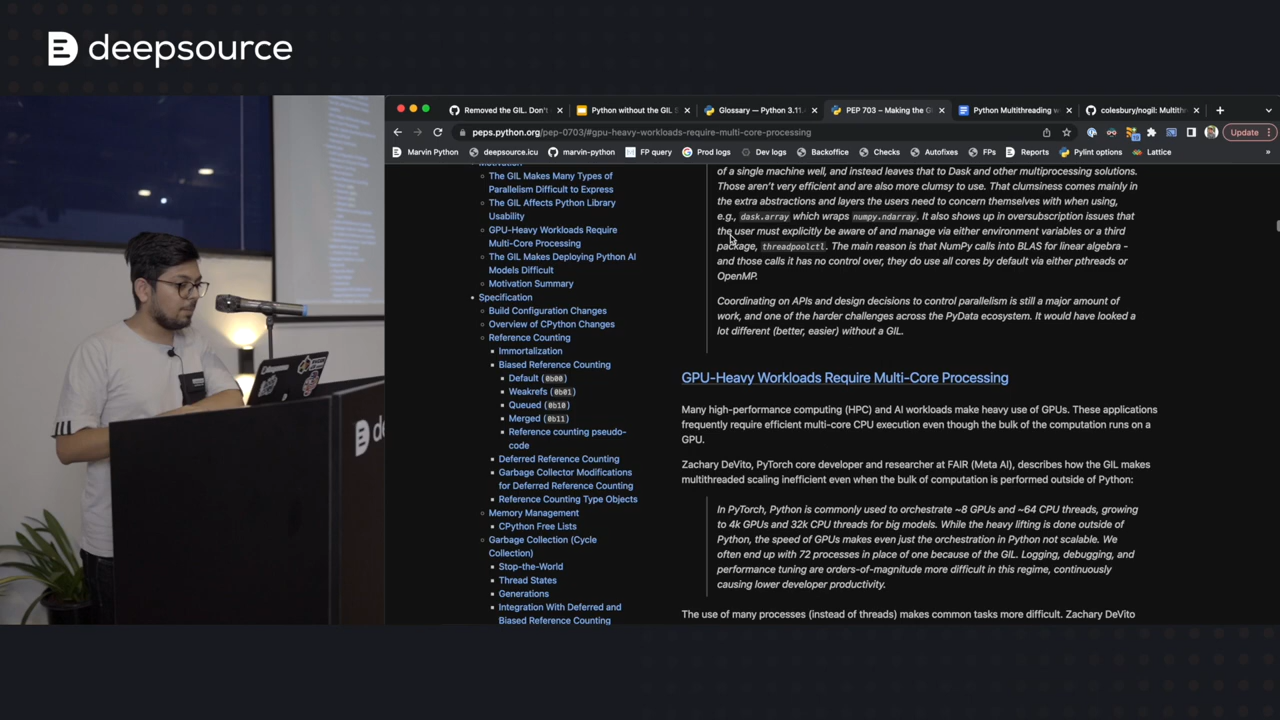 deepsource
Removed the GIL. Don't
Python without the GIL
Glossary — Python 3.11.
PEP 703 – Making the G
Python Multithreading w
colesbury/nogil: Multith
peps.python.org/pep-0703/#gpu-heavy-workloads-require-multi-core-processing
Update
Marvin Python
deepsource.icu
marvin-python
FP query
Prod logs
Dev logs
Backoffice
Checks
Autofixes
FPs
Reports
Pylint options
Lattice
»
Motivation
The GIL Makes Many Types of
Parallelism Difficult to Express
The GIL Affects Python Library
Usability
GPU-Heavy Workloads Require
Multi-Core Processing
The GIL Makes Deploying Python AI
Models Difficult
Motivation Summary
Specification
Build Configuration Changes
Overview of CPython Changes
Reference Counting
Immortalization
Biased Reference Counting
Default (0b00)
Weakrefs (0b01)
Queued (0b10)
Merged (0b11)
Reference counting pseudo-
code
Deferred Reference Counting
Garbage Collector Modifications
for Deferred Reference Counting
Reference Counting Type Objects
Memory Management
CPython Free Lists
Garbage Collection (Cycle
Collection)
Stop-the-World
Thread States
Generations
Integration With Deferred and
Biased Reference Counting
of a single machine well, and instead leaves that to Dask and other multiprocessing solutions.
Those aren't very efficient and are also more clumsy to use. That clumsiness comes mainly in
the extra abstractions and layers the users need to concern themselves with when using,
e.g., dask.array which wraps numpy.ndarray. It also shows up in oversubscription issues that
the user must explicitly be aware of and manage via either environment variables or a third
package, threadpoolctl. The main reason is that NumPy calls into BLAS for linear algebra -
and those calls it has no control over, they do use all cores by default via either pthreads or
OpenMP.
Coordinating on APIs and design decisions to control parallelism is still a major amount of
work, and one of the harder challenges across the PyData ecosystem. It would have looked a
lot different (better, easier) without a GIL.
GPU-Heavy Workloads Require Multi-Core Processing
Many high-performance computing (HPC) and AI workloads make heavy use of GPUs. These applications
frequently require efficient multi-core CPU execution even though the bulk of the computation runs on a
GPU.
Zachary DeVito, PyTorch core developer and researcher at FAIR (Meta AI), describes how the GIL makes
multithreaded scaling inefficient even when the bulk of computation is performed outside of Python:
In PyTorch, Python is commonly used to orchestrate ~8 GPUs and ~64 CPU threads, growing
to 4k GPUs and 32k CPU threads for big models. While the heavy lifting is done outside of
Python, the speed of GPUs makes even just the orchestration in Python not scalable. We
often end up with 72 processes in place of one because of the GIL. Logging, debugging, and
performance tuning are orders-of-magnitude more difficult in this regime, continuously
causing lower developer productivity.
The use of many processes (instead of threads) makes common tasks more difficult. Zachary DeVito
de